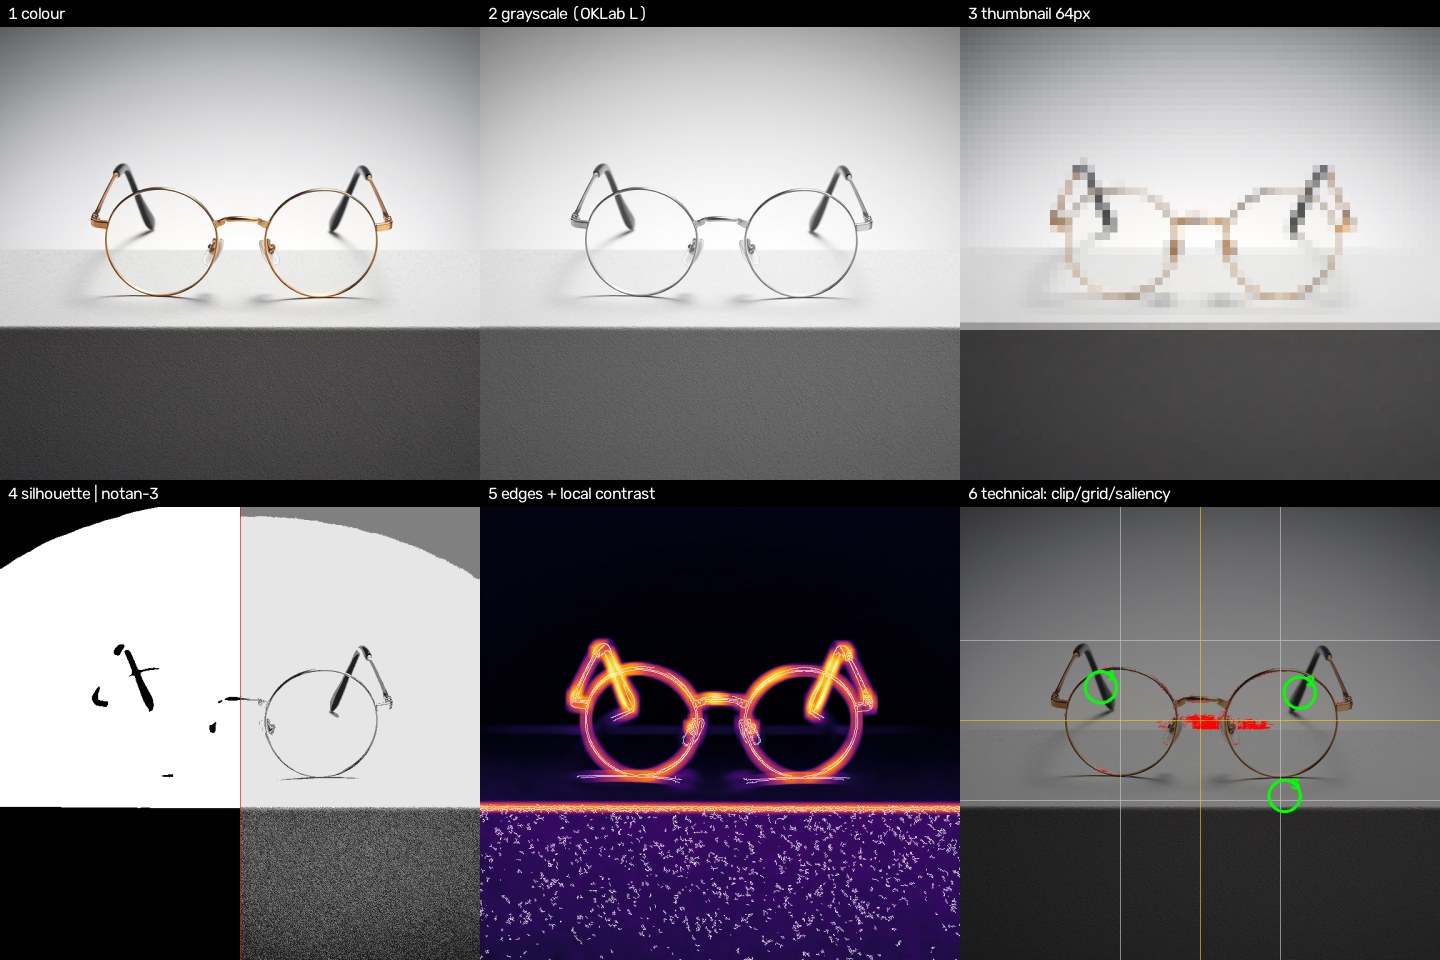 1 colour
2 grayscale (OKLab L)
3 thumbnail 64px
4 silhouette | notan-3
5 edges + local contrast
6 technical: clip/grid/saliency